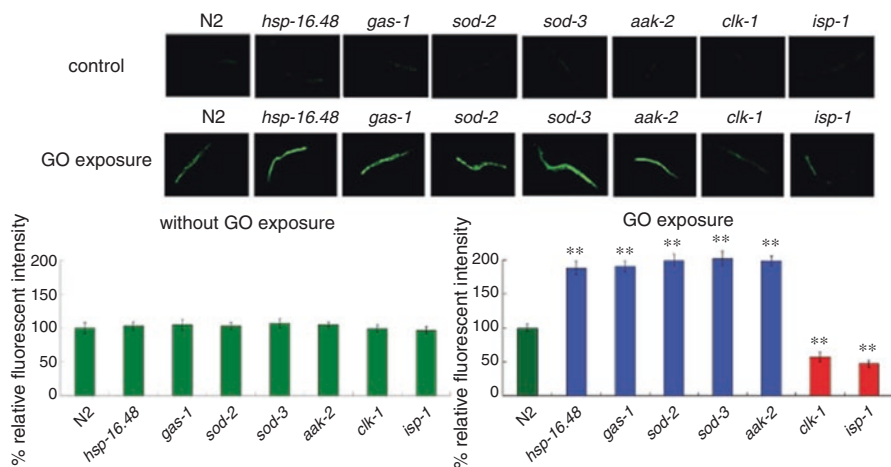 N2 hsp-16.48 gas-1 sod-2 sod-3 aak-2 clk-1 isp-1
control
N2 hsp-16.48 gas-1 sod-2 sod-3 aak-2 clk-1 isp-1
GO exposure
without GO exposure
% relative fluorescent intensity
200
150
100
50
0
N2 hsp-16.48 gas-1 sod-2 sod-3 aak-2 clk-1 isp-1
GO exposure
% relative fluorescent intensity
200
150
100
50
0
** ** ** ** ** ** **
N2 hsp-16.48 gas-1 sod-2 sod-3 aak-2 clk-1 isp-1